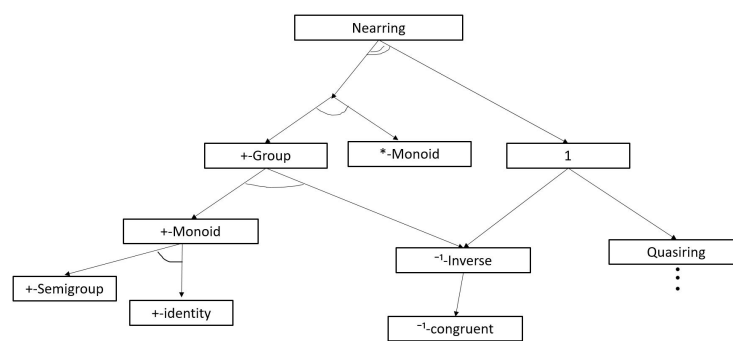 Nearring
+-Group
*-Monoid
1
+-Monoid
⁻¹-Inverse
Quasiring
+-Semigroup
+-identity
⁻¹-congruent